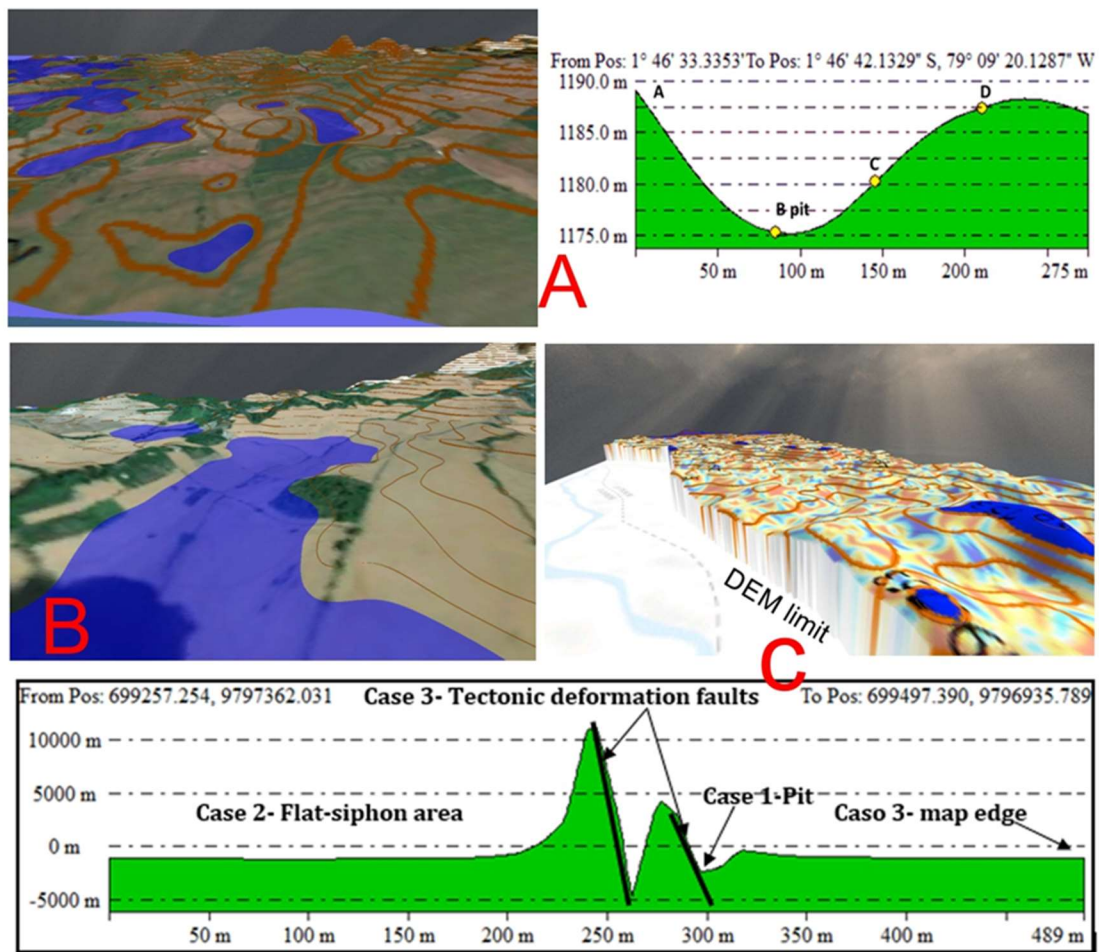 From Pos: 1° 46' 33.3353'To Pos: 1° 46' 42.1329" S, 79° 09' 20.1287" W
1190.0 m
A
D
1185.0 m
C
1180.0 m
B pit
1175.0 m
50 m 100 m 150 m 200 m 275 m
A
B
DEM limit
C
From Pos: 699257.254, 9797362.031 Case 3- Tectonic deformation faults To Pos: 699497.390, 9796935.789
10000 m
5000 m
Case 2- Flat-siphon area Case 1-Pit Caso 3- map edge
0 m
-5000 m
50 m 100 m 150 m 200 m 250 m 300 m 350 m 400 m 489 m